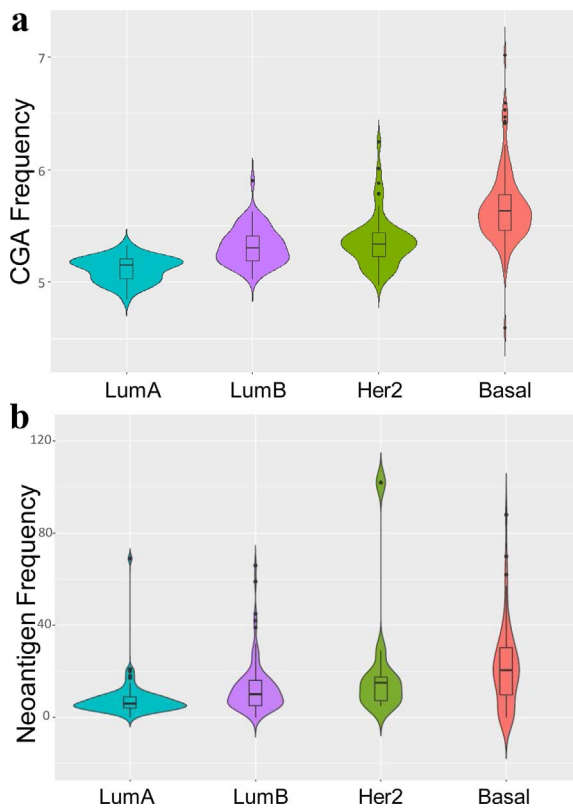 a
CGA Frequency
7
6
5
LumA LumB Her2 Basal
b
Neoantigen Frequency
120
80
40
0
LumA LumB Her2 Basal